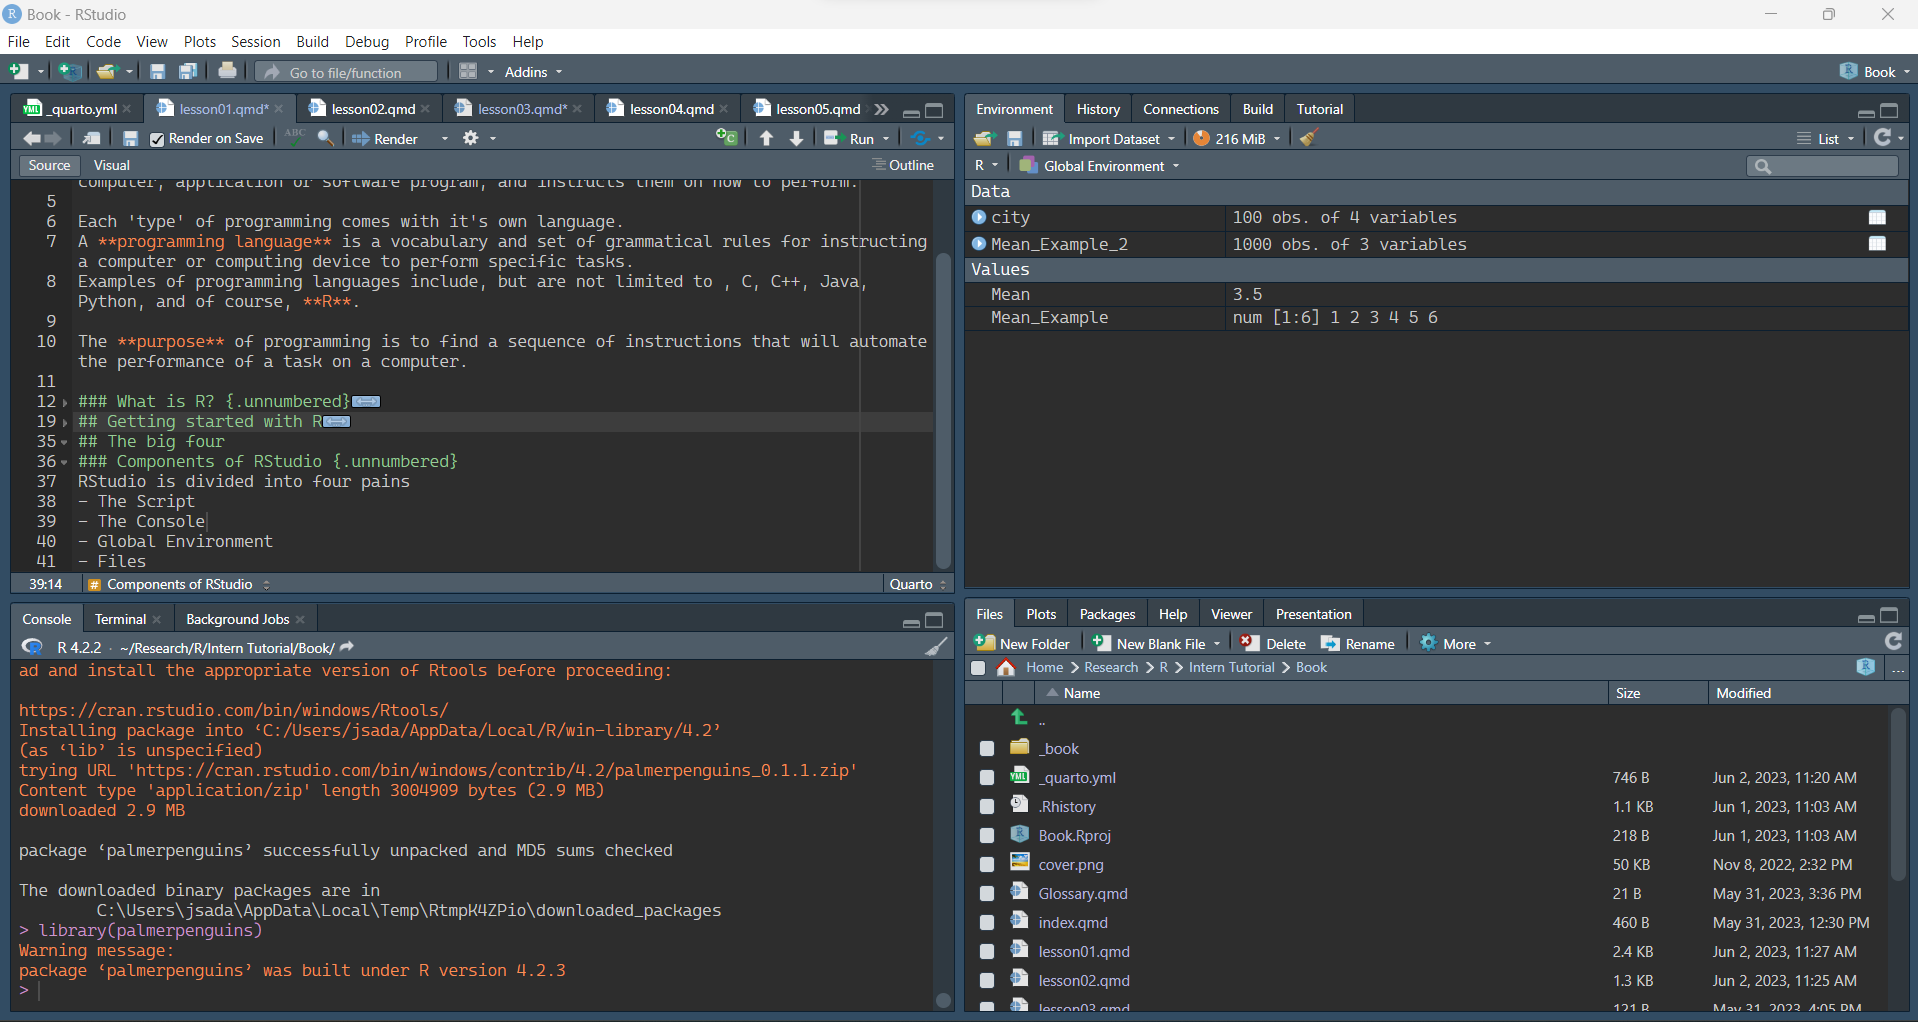 Book - RStudio
File Edit Code View Plots Session Build Debug Profile Tools Help
Go to file/function Addins Book
_quarto.yml lesson01.qmd* lesson02.qmd lesson03.qmd* lesson04.qmd lesson05.qmd
Render on Save ABC Render Run
Source Visual Outline
computer, application or software program, and instructs them on how to perform.
5
6 Each 'type' of programming comes with it's own language.
7 A **programming language** is a vocabulary and set of grammatical rules for instructing
a computer or computing device to perform specific tasks.
8 Examples of programming languages include, but are not limited to , C, C++, Java,
Python, and of course, **R**.
9
10 The **purpose** of programming is to find a sequence of instructions that will automate
the performance of a task on a computer.
11
12 ### What is R? {.unnumbered}
19 ## Getting started with R
35 ## The big four
36 ### Components of RStudio {.unnumbered}
37 RStudio is divided into four pains
38 - The Script
39 - The Console
40 - Global Environment
41 - Files
39:14 # Components of RStudio Quarto
Console Terminal Background Jobs
R 4.2.2 · ~/Research/R/Intern Tutorial/Book/
ad and install the appropriate version of Rtools before proceeding:
https://cran.rstudio.com/bin/windows/Rtools/
Installing package into ‘C:/Users/jsada/AppData/Local/R/win-library/4.2’
(as ‘lib’ is unspecified)
trying URL 'https://cran.rstudio.com/bin/windows/contrib/4.2/palmerpenguins_0.1.1.zip'
Content type 'application/zip' length 3004909 bytes (2.9 MB)
downloaded 2.9 MB
package ‘palmerpenguins’ successfully unpacked and MD5 sums checked
The downloaded binary packages are in
C:\Users\jsada\AppData\Local\Temp\RtmpK4ZPio\downloaded_packages
> library(palmerpenguins)
Warning message:
package ‘palmerpenguins’ was built under R version 4.2.3
>
Environment History Connections Build Tutorial
Import Dataset 216 MiB List
R Global Environment
Data
city 100 obs. of 4 variables
Mean_Example_2 1000 obs. of 3 variables
Values
Mean 3.5
Mean_Example num [1:6] 1 2 3 4 5 6
Files Plots Packages Help Viewer Presentation
New Folder New Blank File Delete Rename More
Home > Research > R > Intern Tutorial > Book ...
Name Size Modified
..
_book
_quarto.yml 746 B Jun 2, 2023, 11:20 AM
.Rhistory 1.1 KB Jun 1, 2023, 11:03 AM
Book.Rproj 218 B Jun 1, 2023, 11:03 AM
cover.png 50 KB Nov 8, 2022, 2:32 PM
Glossary.qmd 21 B May 31, 2023, 3:36 PM
index.qmd 460 B May 31, 2023, 12:30 PM
lesson01.qmd 2.4 KB Jun 2, 2023, 11:27 AM
lesson02.qmd 1.3 KB Jun 2, 2023, 11:25 AM
lesson03.qmd 121 B May 31, 2023, 4:05 PM